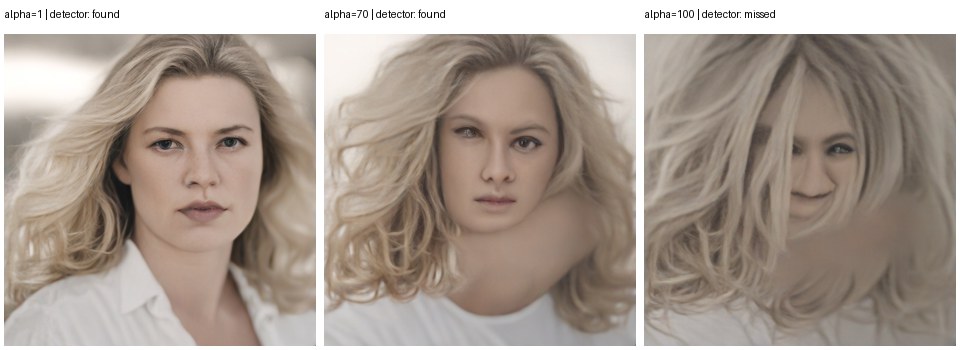 alpha=1 | detector: found
alpha=70 | detector: found
alpha=100 | detector: missed